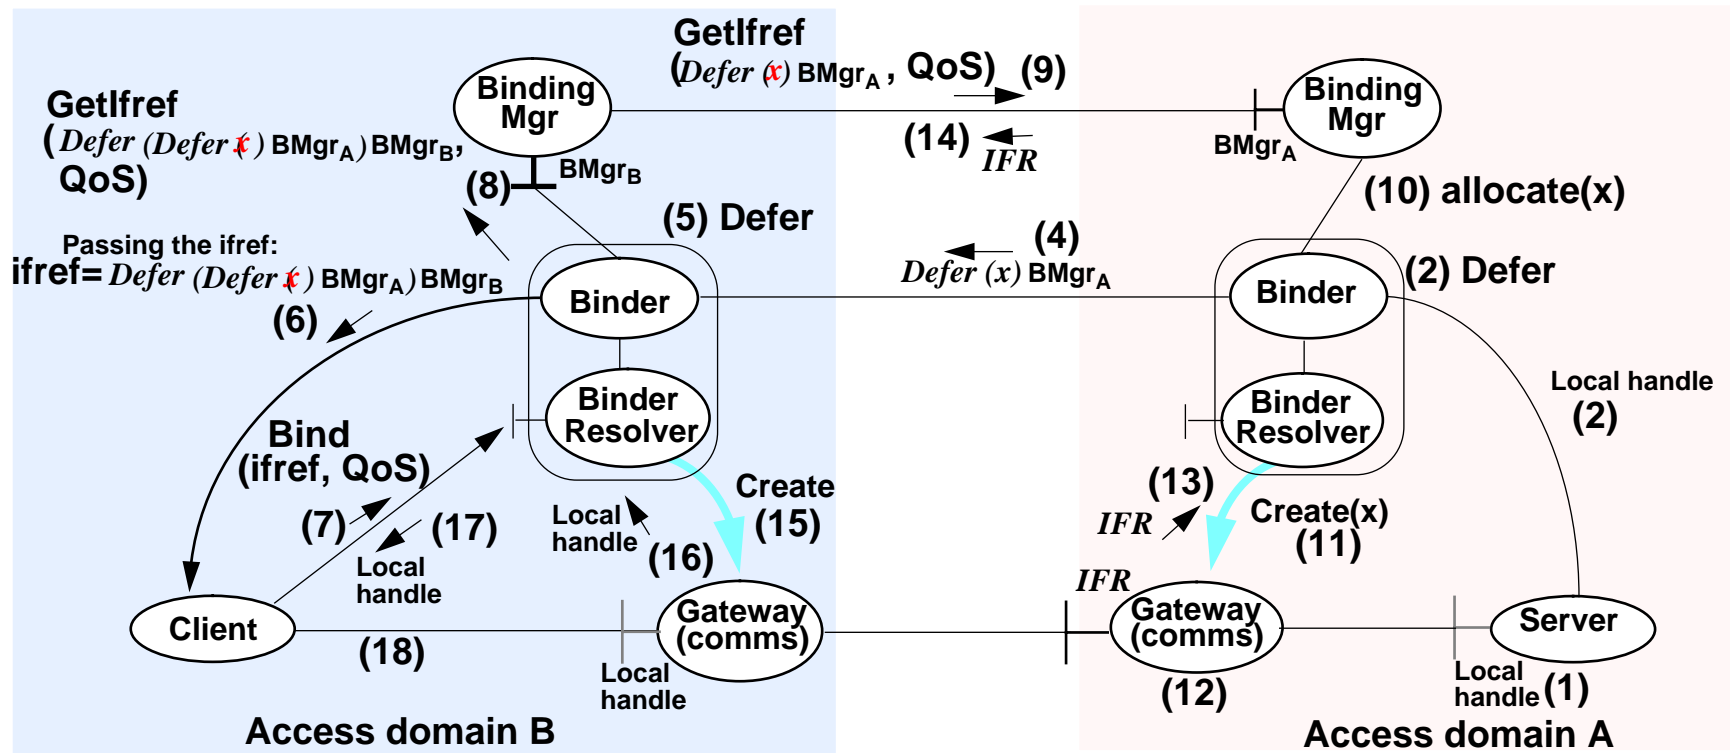 GetIfref
(Defer (x) BMgrA , QoS) (9)
Binding
Mgr
GetIfref
(Defer (Defer (x) BMgrA) BMgrB,
QoS)
BMgrB
(8)
(14)
IFR
Binding
Mgr
BMgrA
(10) allocate(x)
(5) Defer
Passing the ifref:
ifref= Defer (Defer (x) BMgrA) BMgrB
(6)
(4)
Defer (x) BMgrA
(2) Defer
Binder
Binder
Binder
Resolver
Binder
Resolver
Local handle
(2)
Bind
(ifref, QoS)
(7)
(17)
Local
handle
Local
handle
(16)
Create
(15)
(13)
IFR
Create(x)
(11)
IFR
Client
(18)
Gateway
(comms)
Local
handle
Gateway
(comms)
(12)
Server
Local
handle (1)
Access domain B
Access domain A